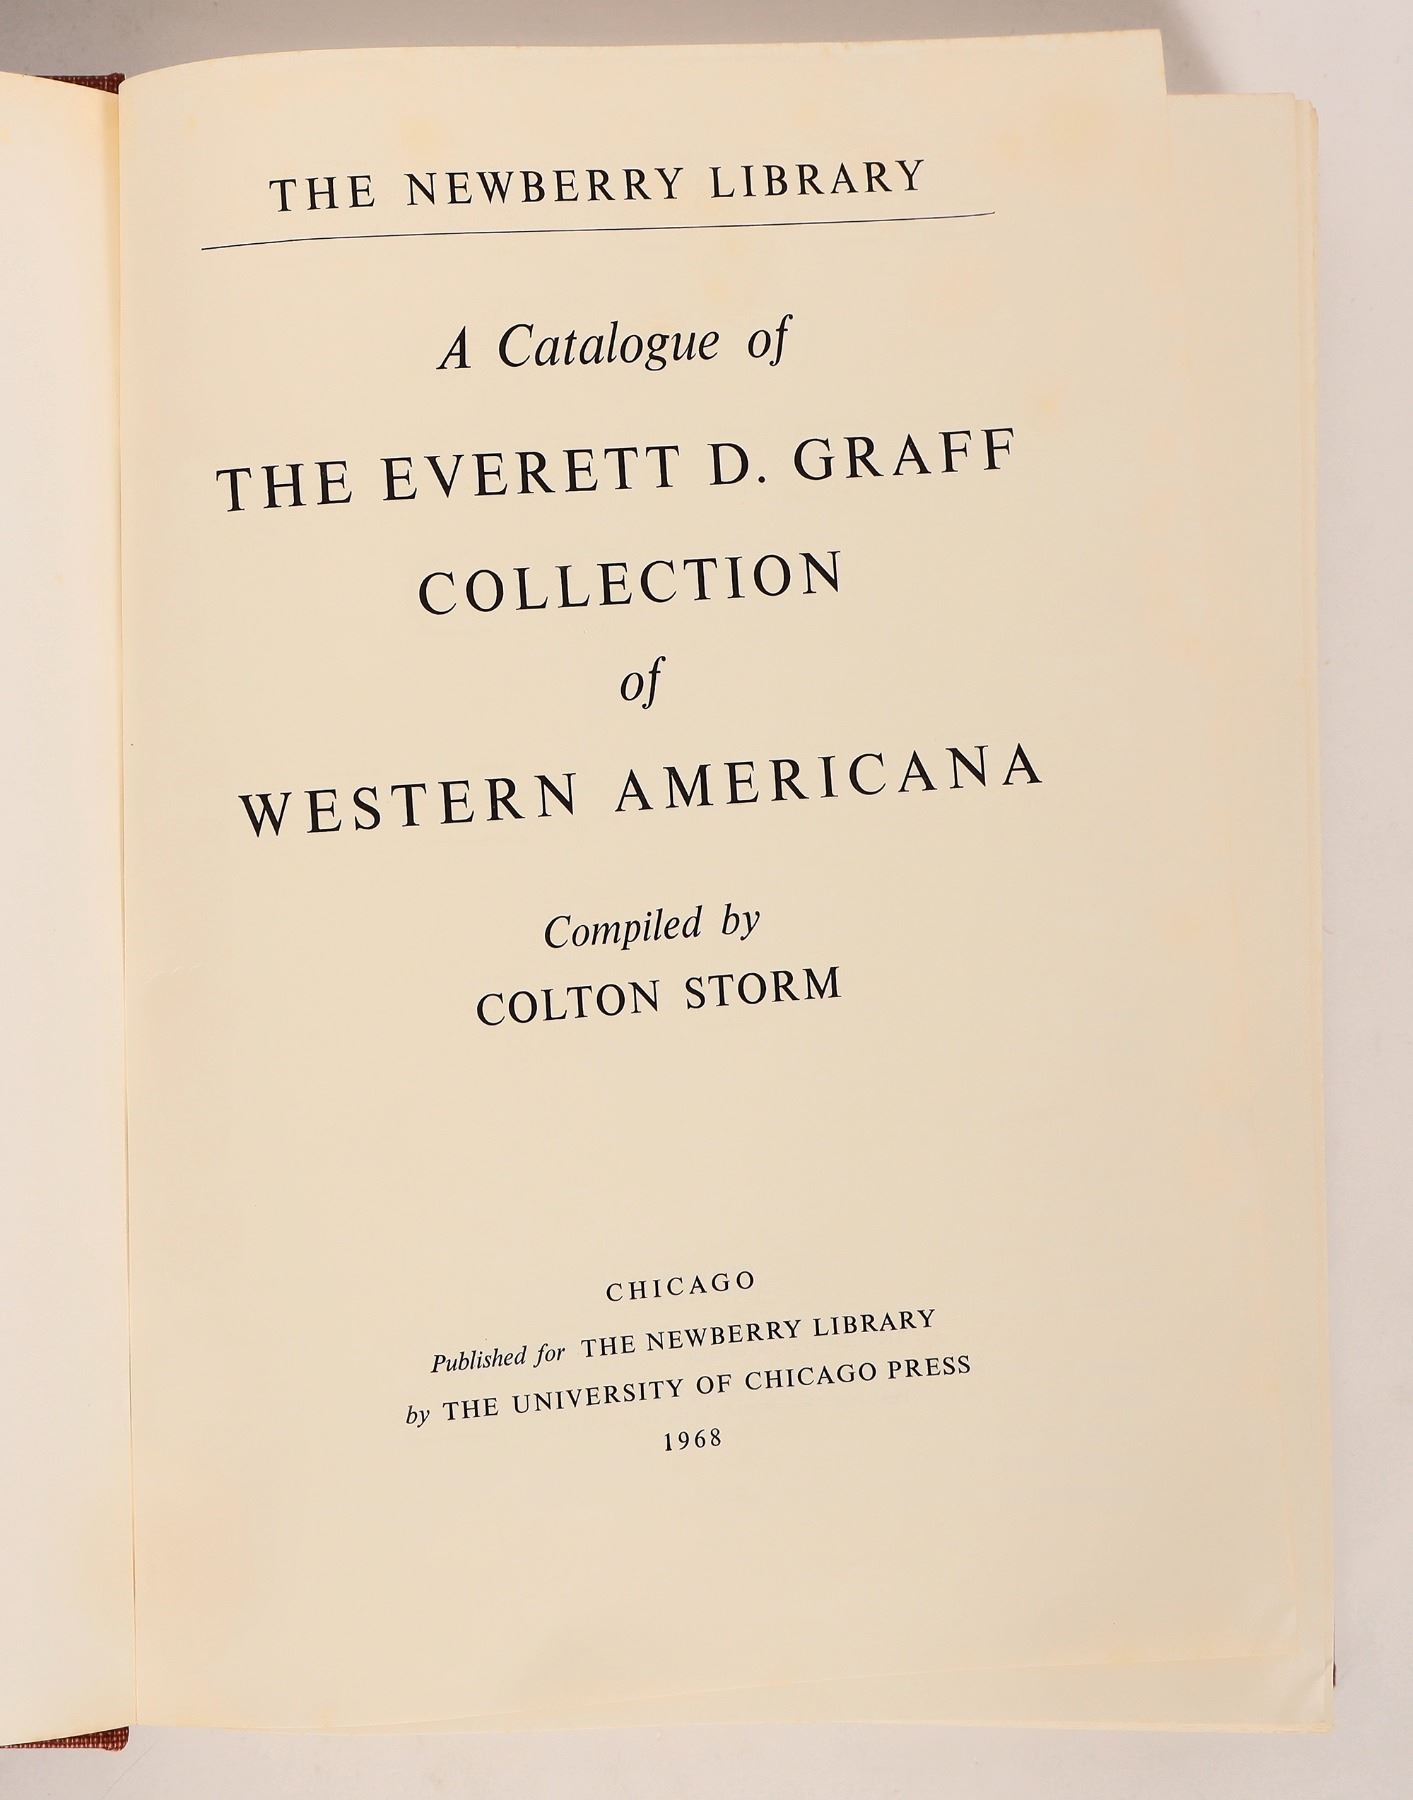 THE NEWBERRY LIBRARY
A Catalogue of
THE EVERETT D. GRAFF
COLLECTION
of
WESTERN AMERICANA
Compiled by
COLTON STORM
CHICAGO
Published for THE NEWBERRY LIBRARY
by THE UNIVERSITY OF CHICAGO PRESS
1968